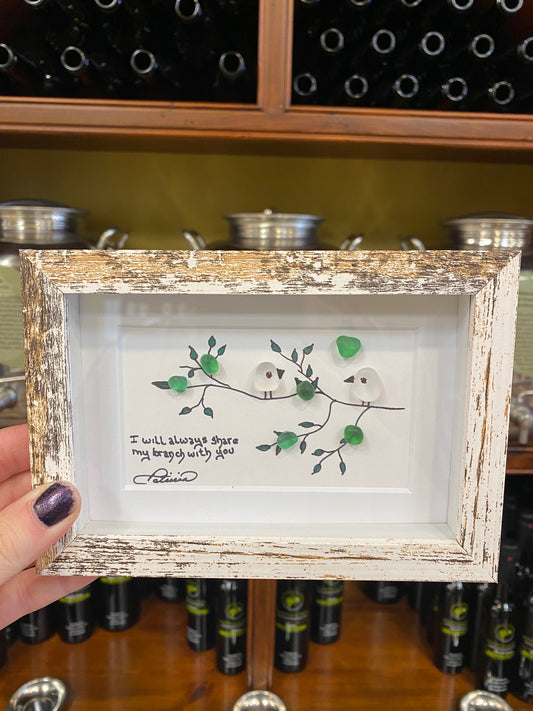 I will always share
my branch with you
Patricia